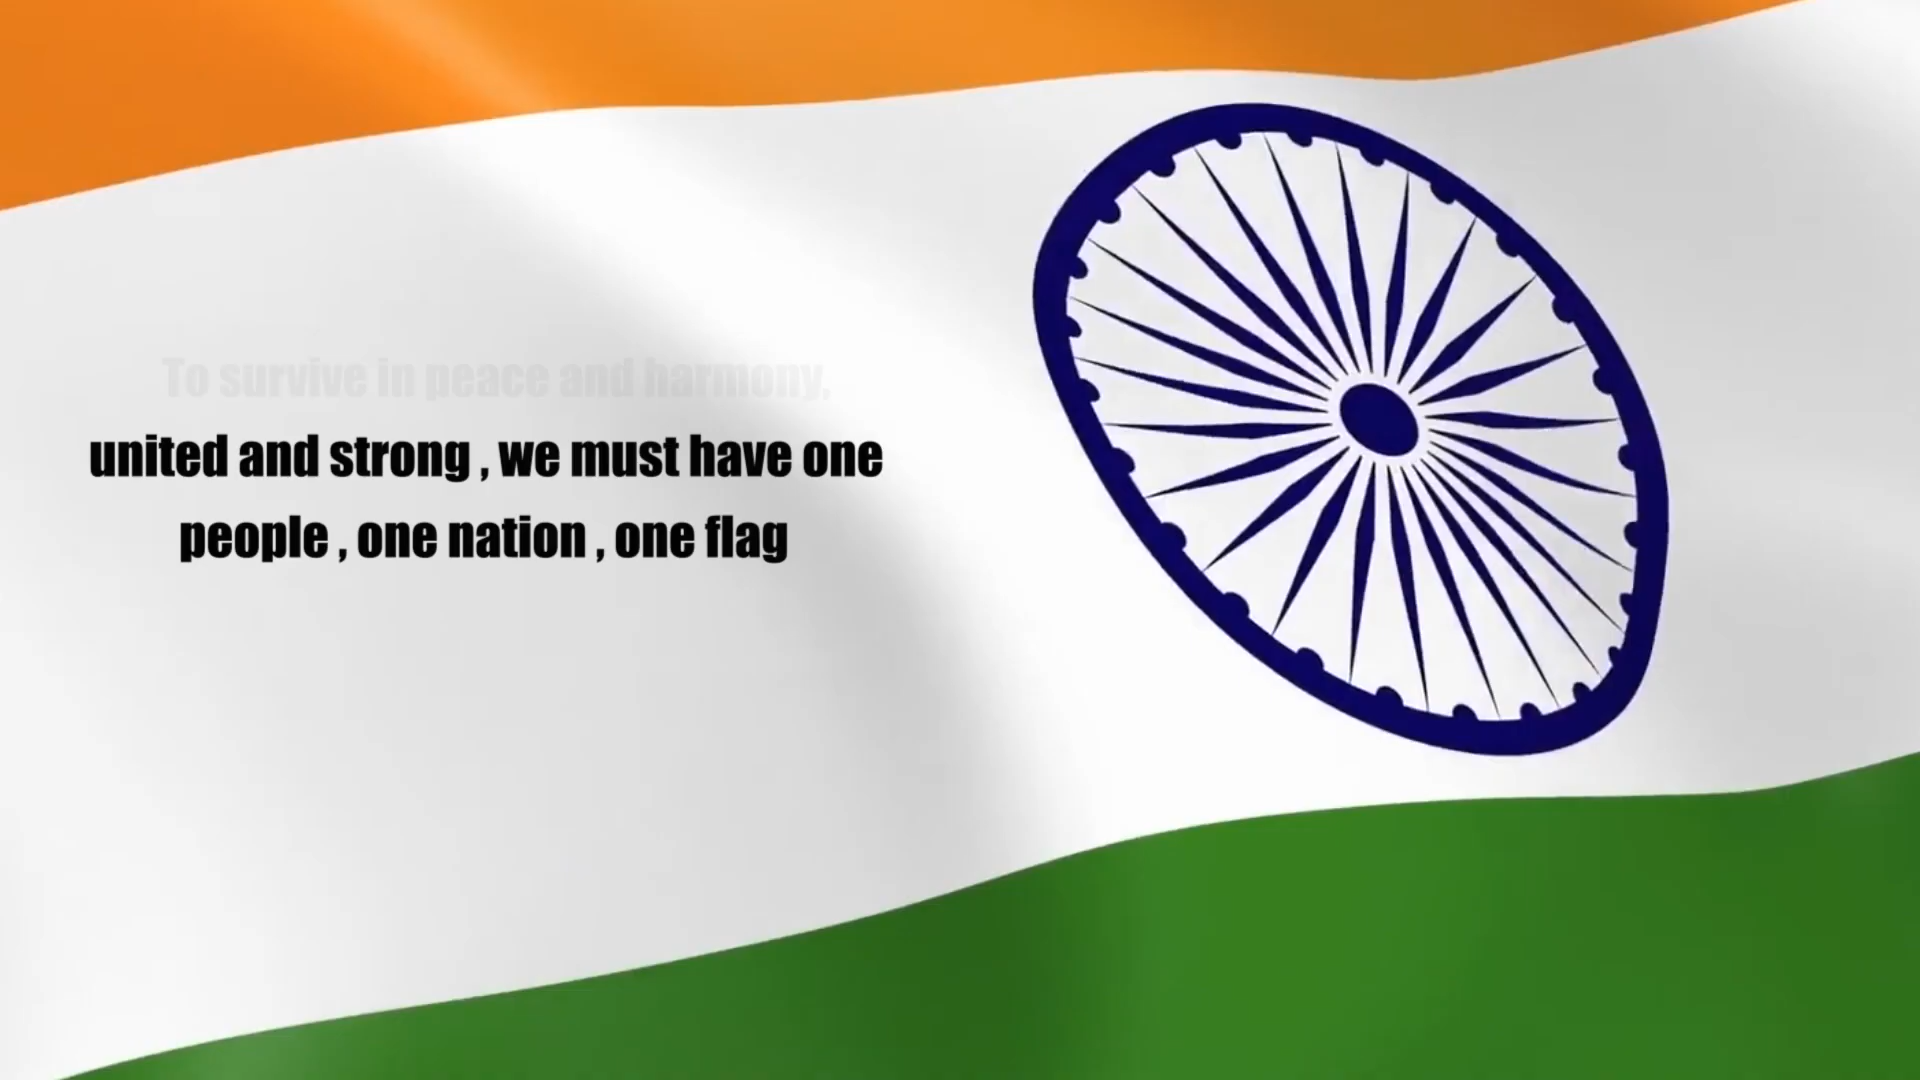 To survive in peace and harmony,
united and strong , we must have one
people , one nation , one flag